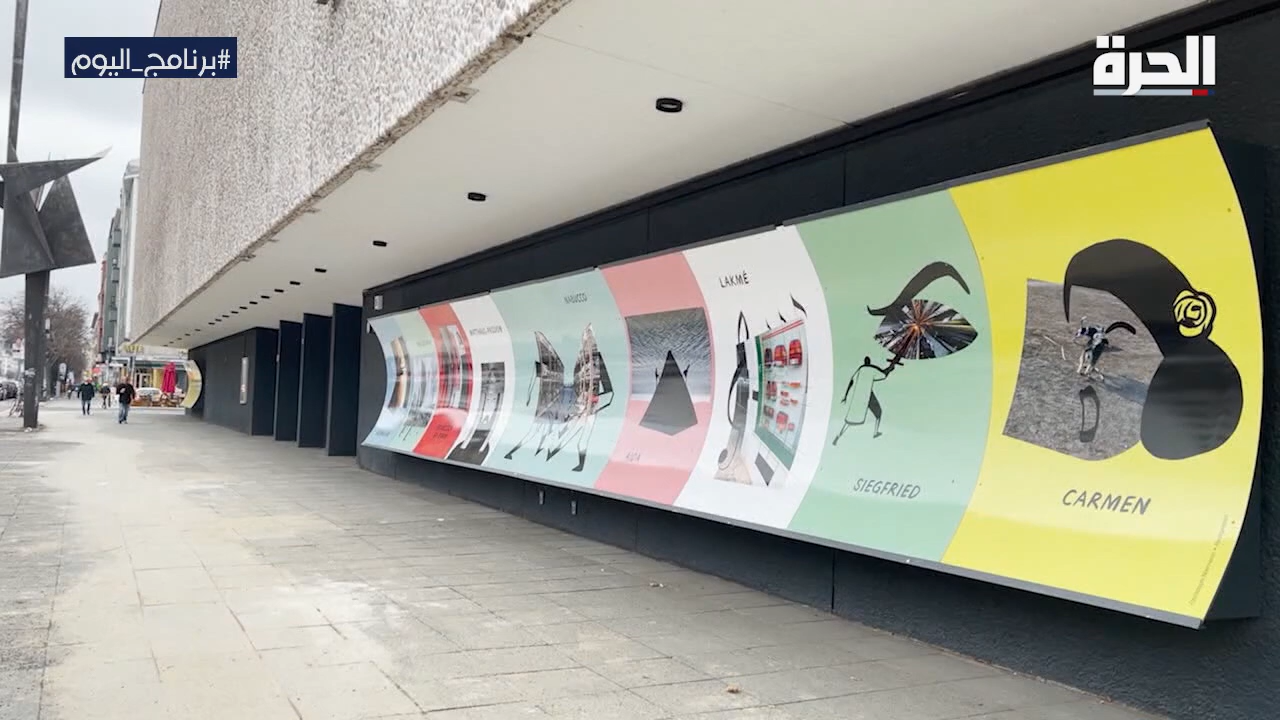 #برنامج_اليوم
الحرة
NABUCCO
LAKMÉ
AIDA
SIEGFRIED
CARMEN